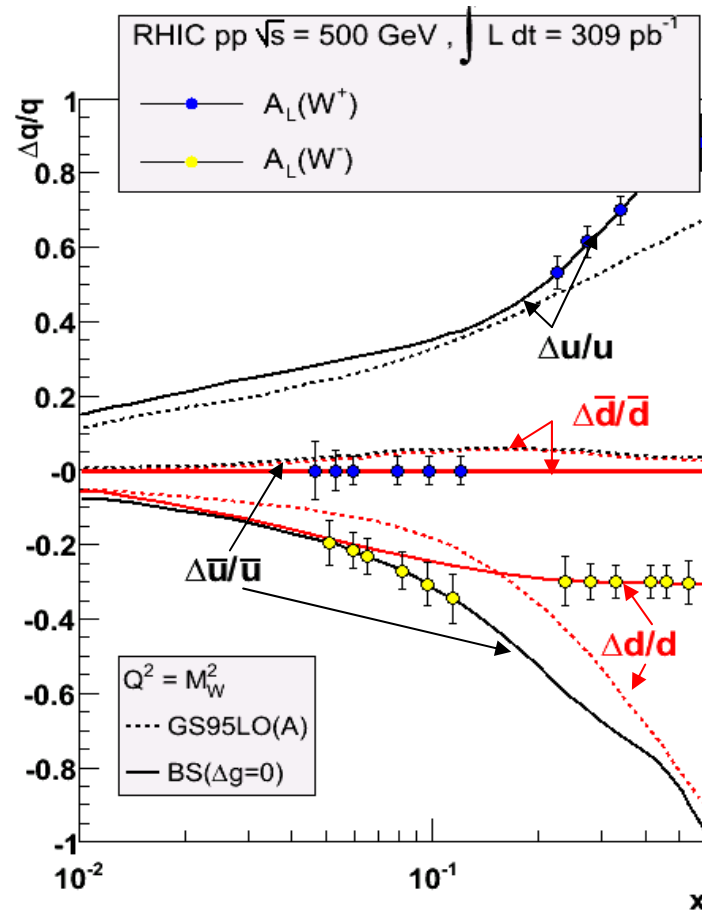 RHIC pp √s = 500 GeV , ∫ L dt = 309 pb⁻¹
A_L(W⁺)
A_L(W⁻)
Δq/q
1
0.8
0.6
0.4
0.2
-0
-0.2
-0.4
-0.6
-0.8
-1
Δu/u
Δd̅/d̅
Δu̅/u̅
Δd/d
Q² = M_W²
GS95LO(A)
BS(Δg=0)
10⁻²
10⁻¹
x